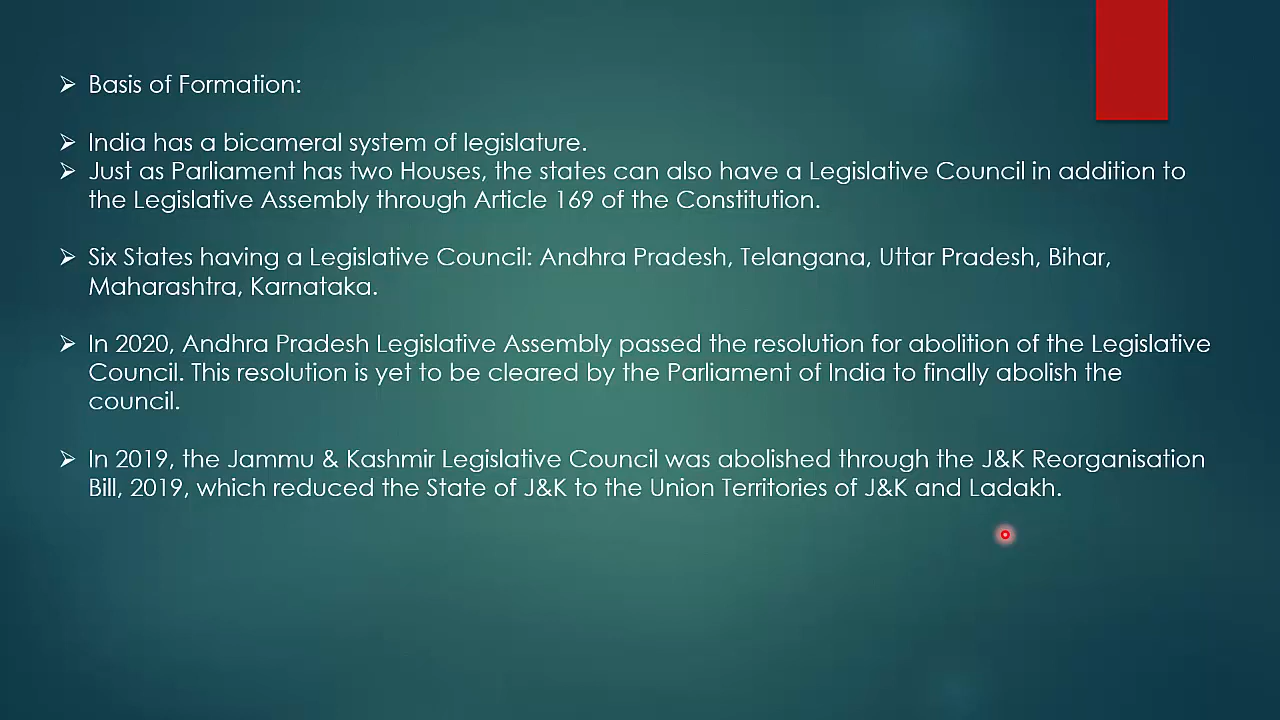 ➢ Basis of Formation:
➢ India has a bicameral system of legislature.
➢ Just as Parliament has two Houses, the states can also have a Legislative Council in addition to
the Legislative Assembly through Article 169 of the Constitution.
➢ Six States having a Legislative Council: Andhra Pradesh, Telangana, Uttar Pradesh, Bihar,
Maharashtra, Karnataka.
➢ In 2020, Andhra Pradesh Legislative Assembly passed the resolution for abolition of the Legislative
Council. This resolution is yet to be cleared by the Parliament of India to finally abolish the
council.
➢ In 2019, the Jammu & Kashmir Legislative Council was abolished through the J&K Reorganisation
Bill, 2019, which reduced the State of J&K to the Union Territories of J&K and Ladakh.